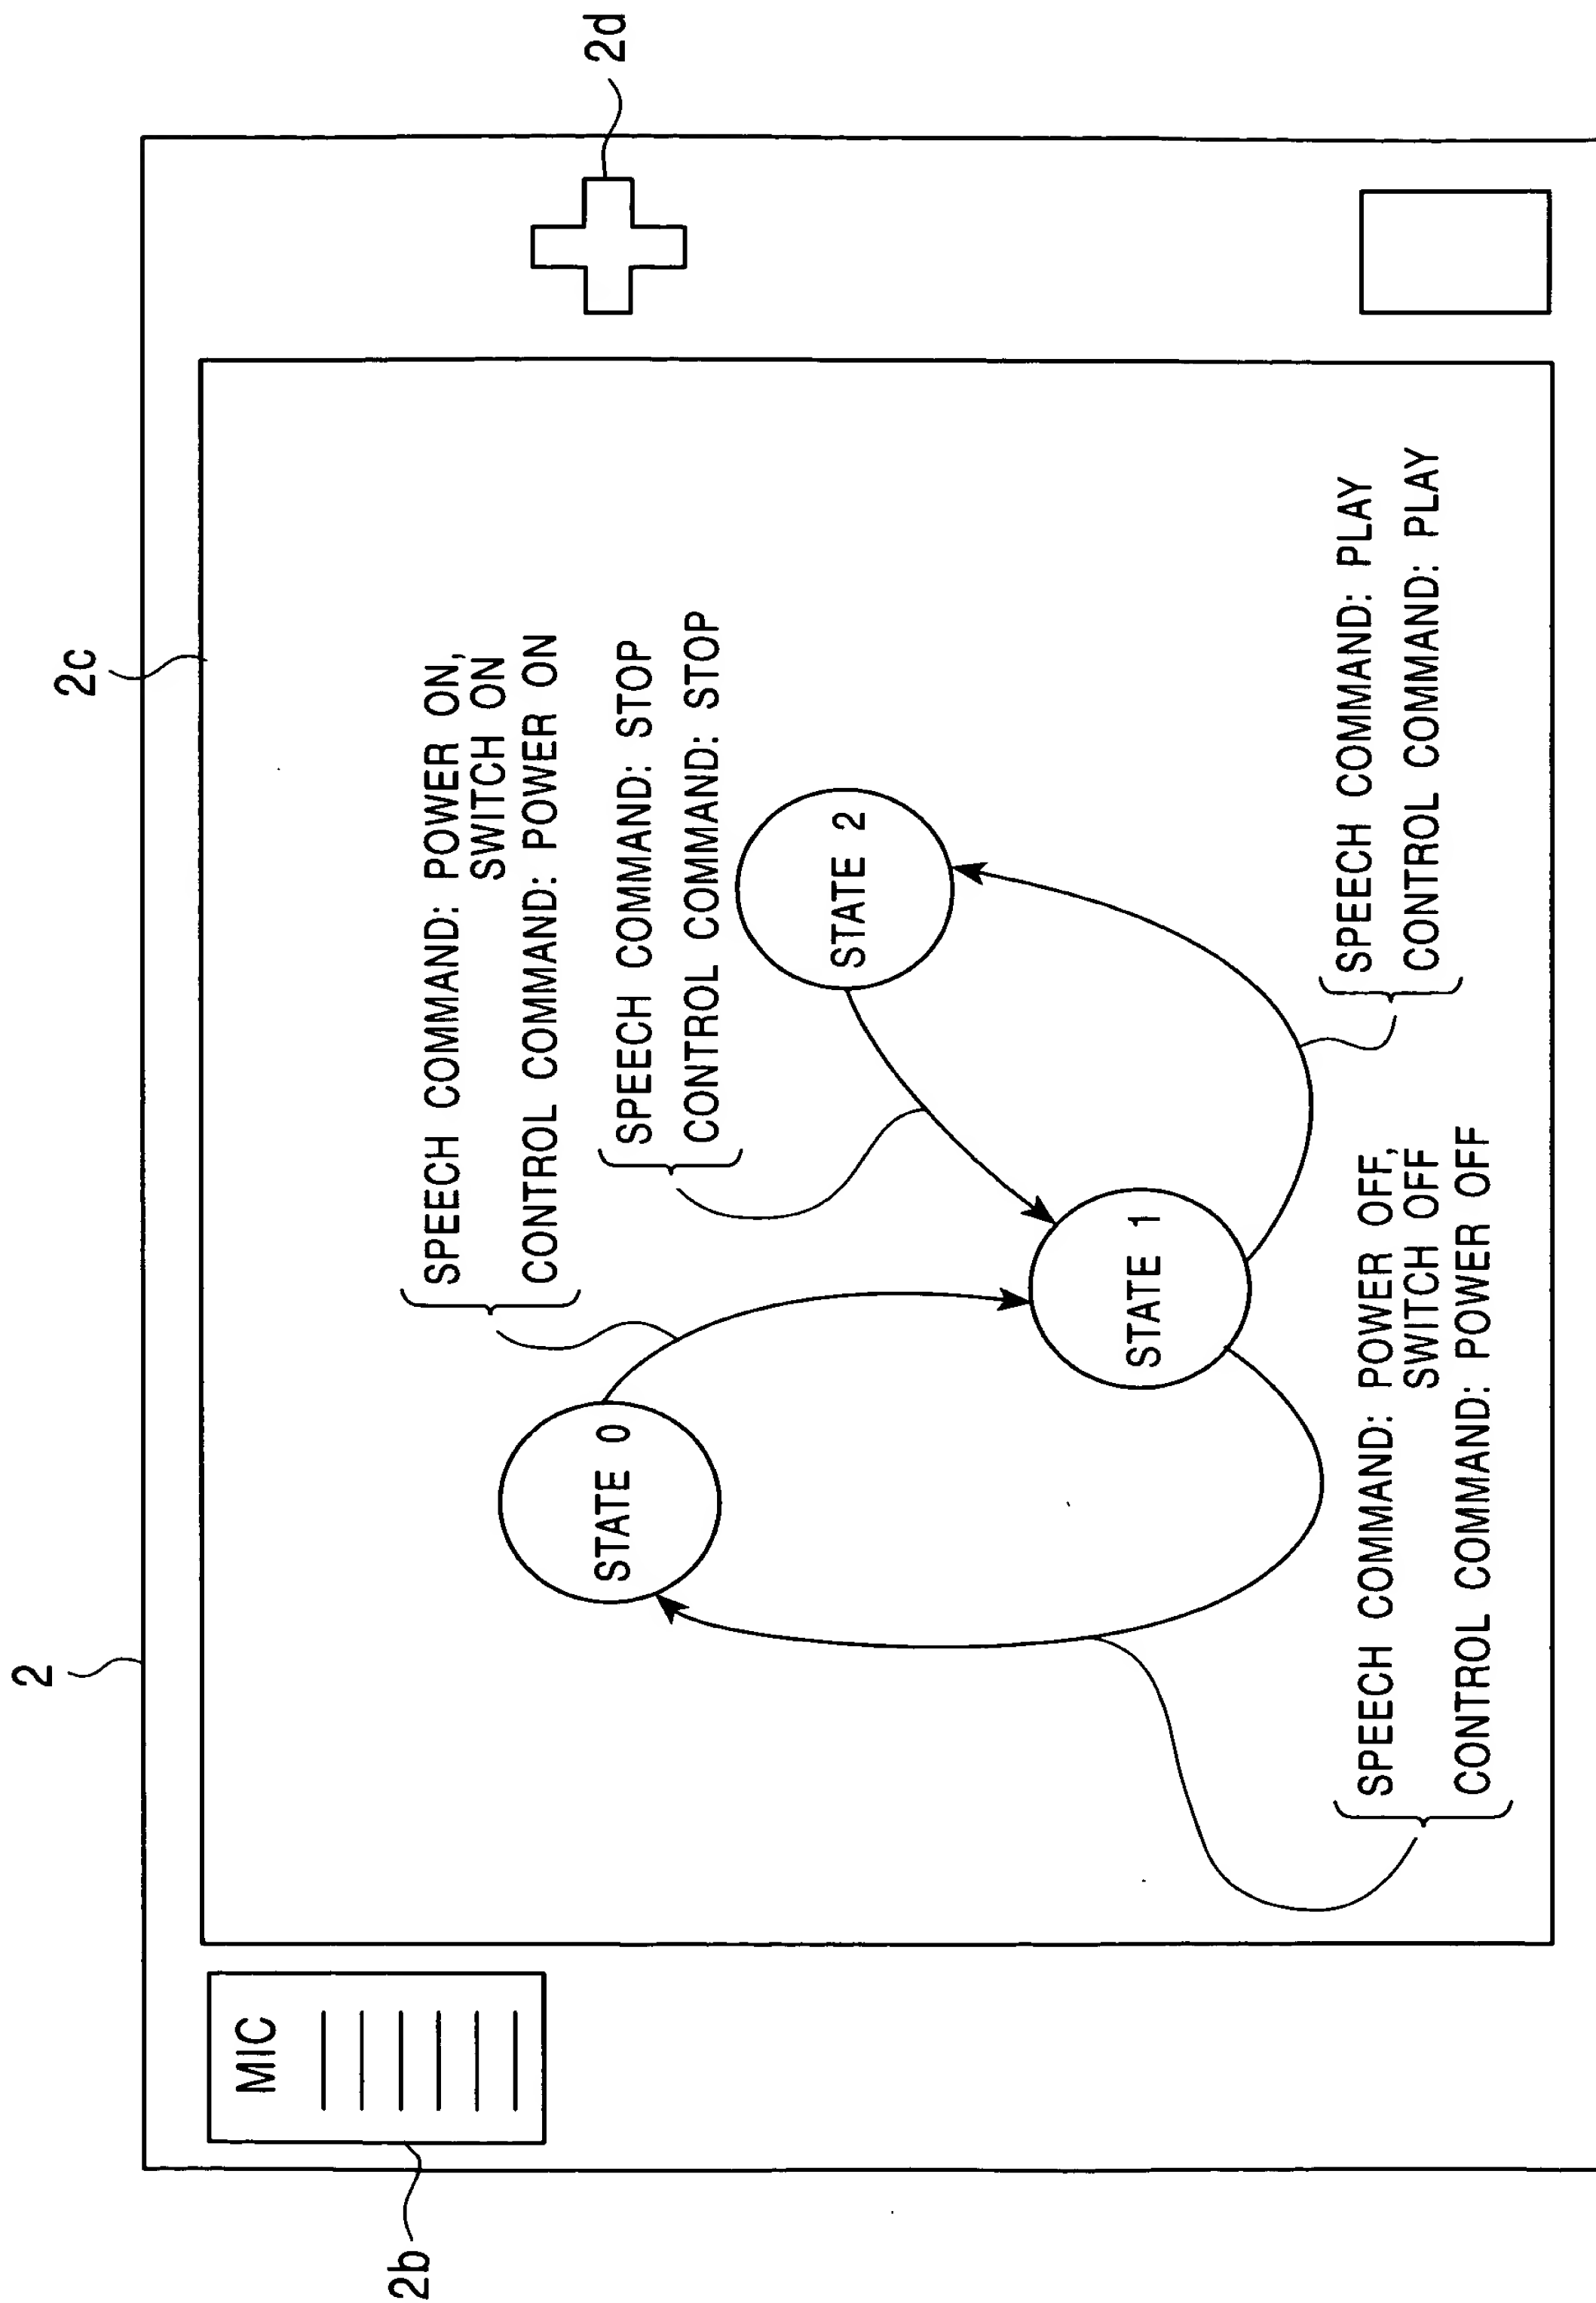 2
2c
2b
MIC
2d
SPEECH COMMAND: POWER ON,
SWITCH ON
CONTROL COMMAND: POWER ON
SPEECH COMMAND: STOP
CONTROL COMMAND: STOP
STATE 0
STATE 2
STATE 1
SPEECH COMMAND: PLAY
CONTROL COMMAND: PLAY
SPEECH COMMAND: POWER OFF,
SWITCH OFF
CONTROL COMMAND: POWER OFF